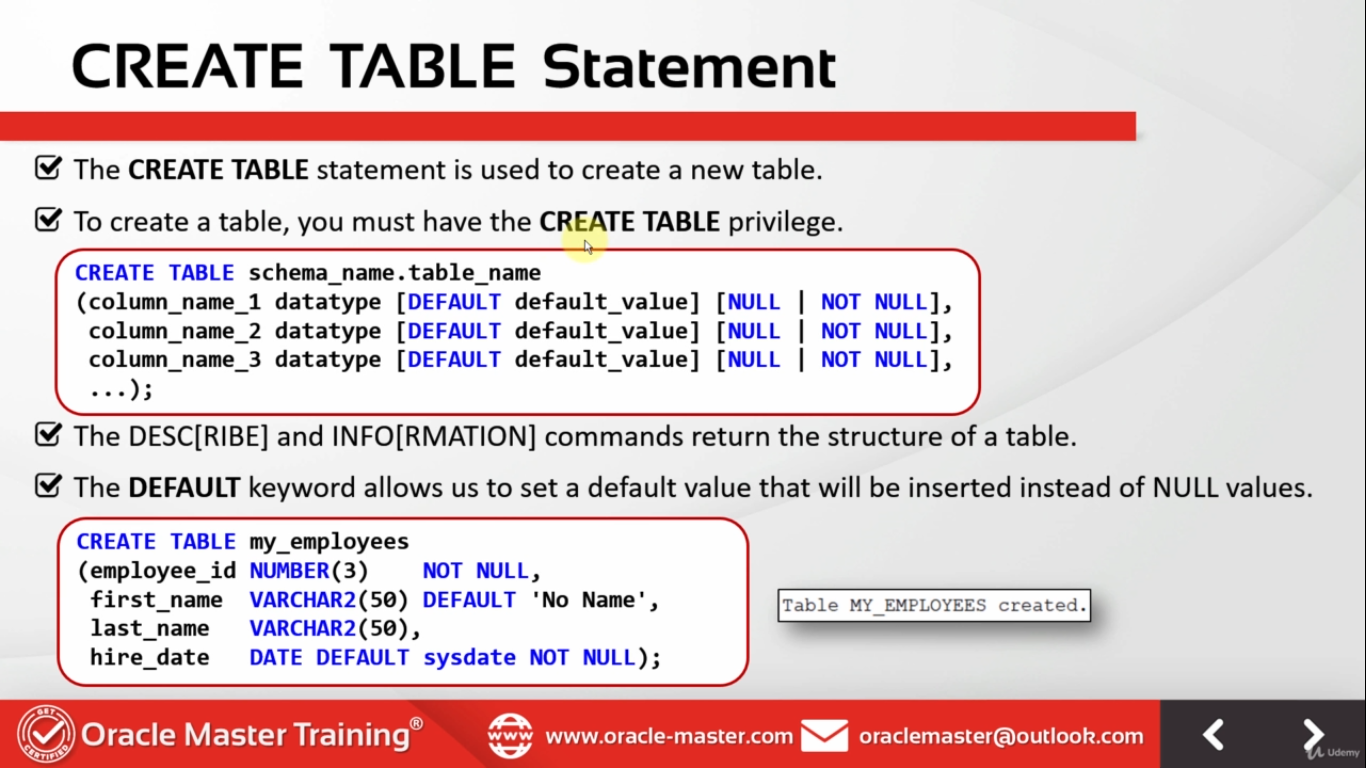 CREATE TABLE Statement
The CREATE TABLE statement is used to create a new table.
To create a table, you must have the CREATE TABLE privilege.
CREATE TABLE schema_name.table_name
(column_name_1 datatype [DEFAULT default_value] [NULL | NOT NULL],
column_name_2 datatype [DEFAULT default_value] [NULL | NOT NULL],
column_name_3 datatype [DEFAULT default_value] [NULL | NOT NULL],
...);
The DESC[RIBE] and INFO[RMATION] commands return the structure of a table.
The DEFAULT keyword allows us to set a default value that will be inserted instead of NULL values.
CREATE TABLE my_employees
(employee_id NUMBER(3) NOT NULL,
first_name VARCHAR2(50) DEFAULT 'No Name',
last_name VARCHAR2(50),
hire_date DATE DEFAULT sysdate NOT NULL);
Table MY_EMPLOYEES created.
GET CERTIFIED
Oracle Master Training®
www
www.oracle-master.com
oraclemaster@outlook.com
Udemy